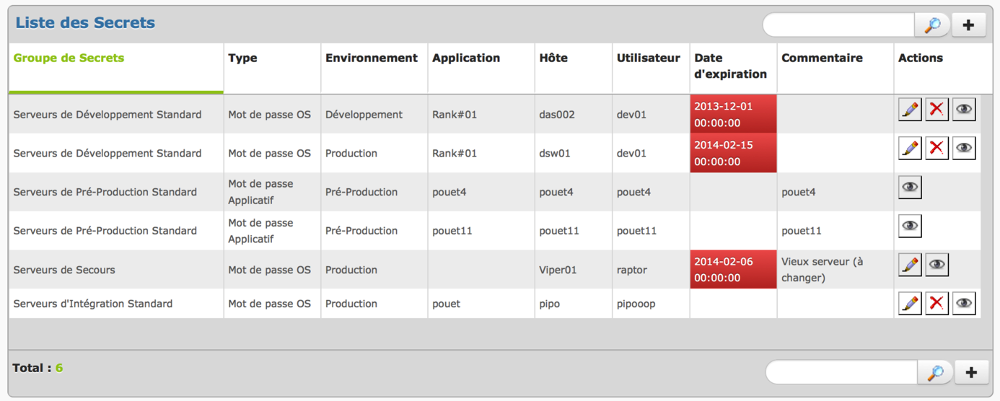 Liste des Secrets
Groupe de Secrets Type Environnement Application Hôte Utilisateur Date d'expiration Commentaire Actions
Serveurs de Développement Standard Mot de passe OS Développement Rank#01 das002 dev01 2013-12-01 00:00:00
Serveurs de Développement Standard Mot de passe OS Production Rank#01 dsw01 dev01 2014-02-15 00:00:00
Serveurs de Pré-Production Standard Mot de passe Applicatif Pré-Production pouet4 pouet4 pouet4 pouet4
Serveurs de Pré-Production Standard Mot de passe Applicatif Pré-Production pouet11 pouet11 pouet11 pouet11
Serveurs de Secours Mot de passe OS Production Viper01 raptor 2014-02-06 00:00:00 Vieux serveur (à changer)
Serveurs d'Intégration Standard Mot de passe OS Production pouet pipo pipooop
Total : 6